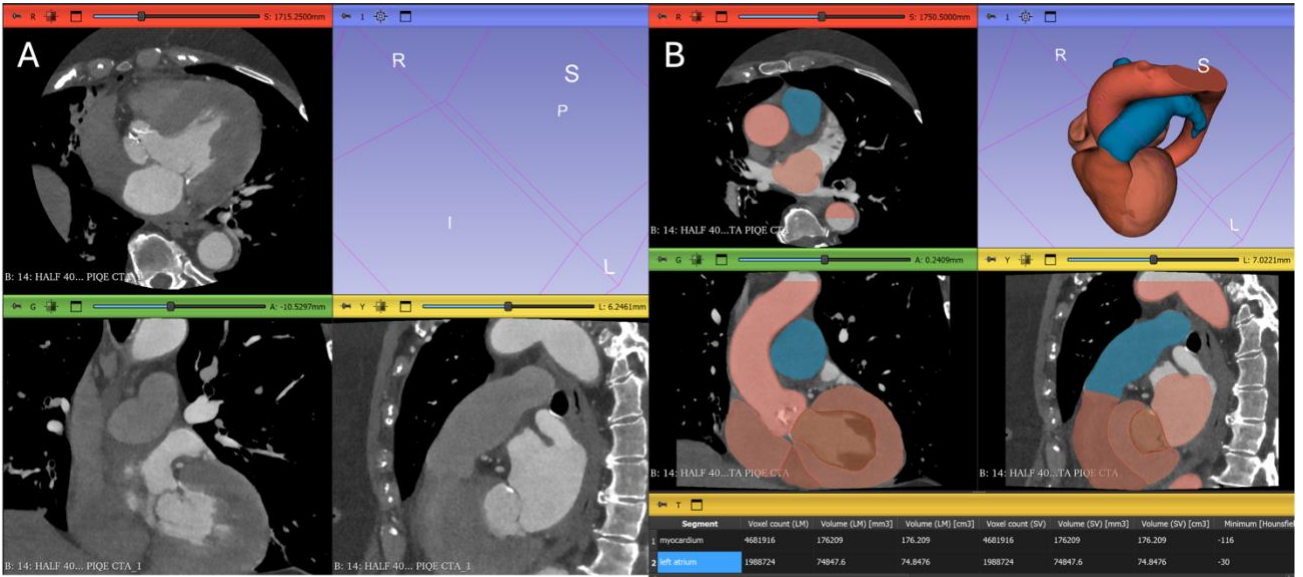 A
R
S: 1715.2500mm
1
R
S
P
I
L
B: 14: HALF 40... PIQE CTA_1
G
A: -10.5297mm
Y
L: 6.2461mm
B: 14: HALF 40... PIQE CTA_1
B: 14: HALF 40... PIQE CTA_1
B
R
S: 1750.5000mm
1
R
S
L
B: 14: HALF 40...TA PIQE CTA
G
A: 0.2409mm
Y
L: 7.0221mm
B: 14: HALF 40...TA PIQE CTA
B: 14: HALF 40...TA PIQE CTA
T
Segment Voxel count (LM) Volume (LM) [mm3] Volume (LM) [cm3] Voxel count (SV) Volume (SV) [mm3] Volume (SV) [cm3] Minimum [Hounsfiel
1 myocardium 4681916 176209 176.209 4681916 176209 176.209 -116
2 left atrium 1988724 74847.6 74.8476 1988724 74847.6 74.8476 -30